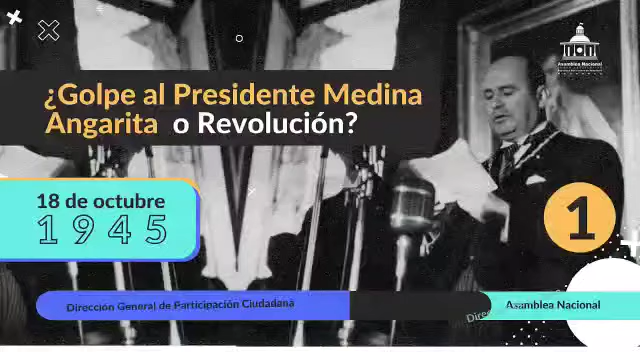 Asamblea Nacional
¿Golpe al Presidente Medina
Angarita o Revolución?
18 de octubre
1945
1
Dirección General de Participación Ciudadana
Asamblea Nacional